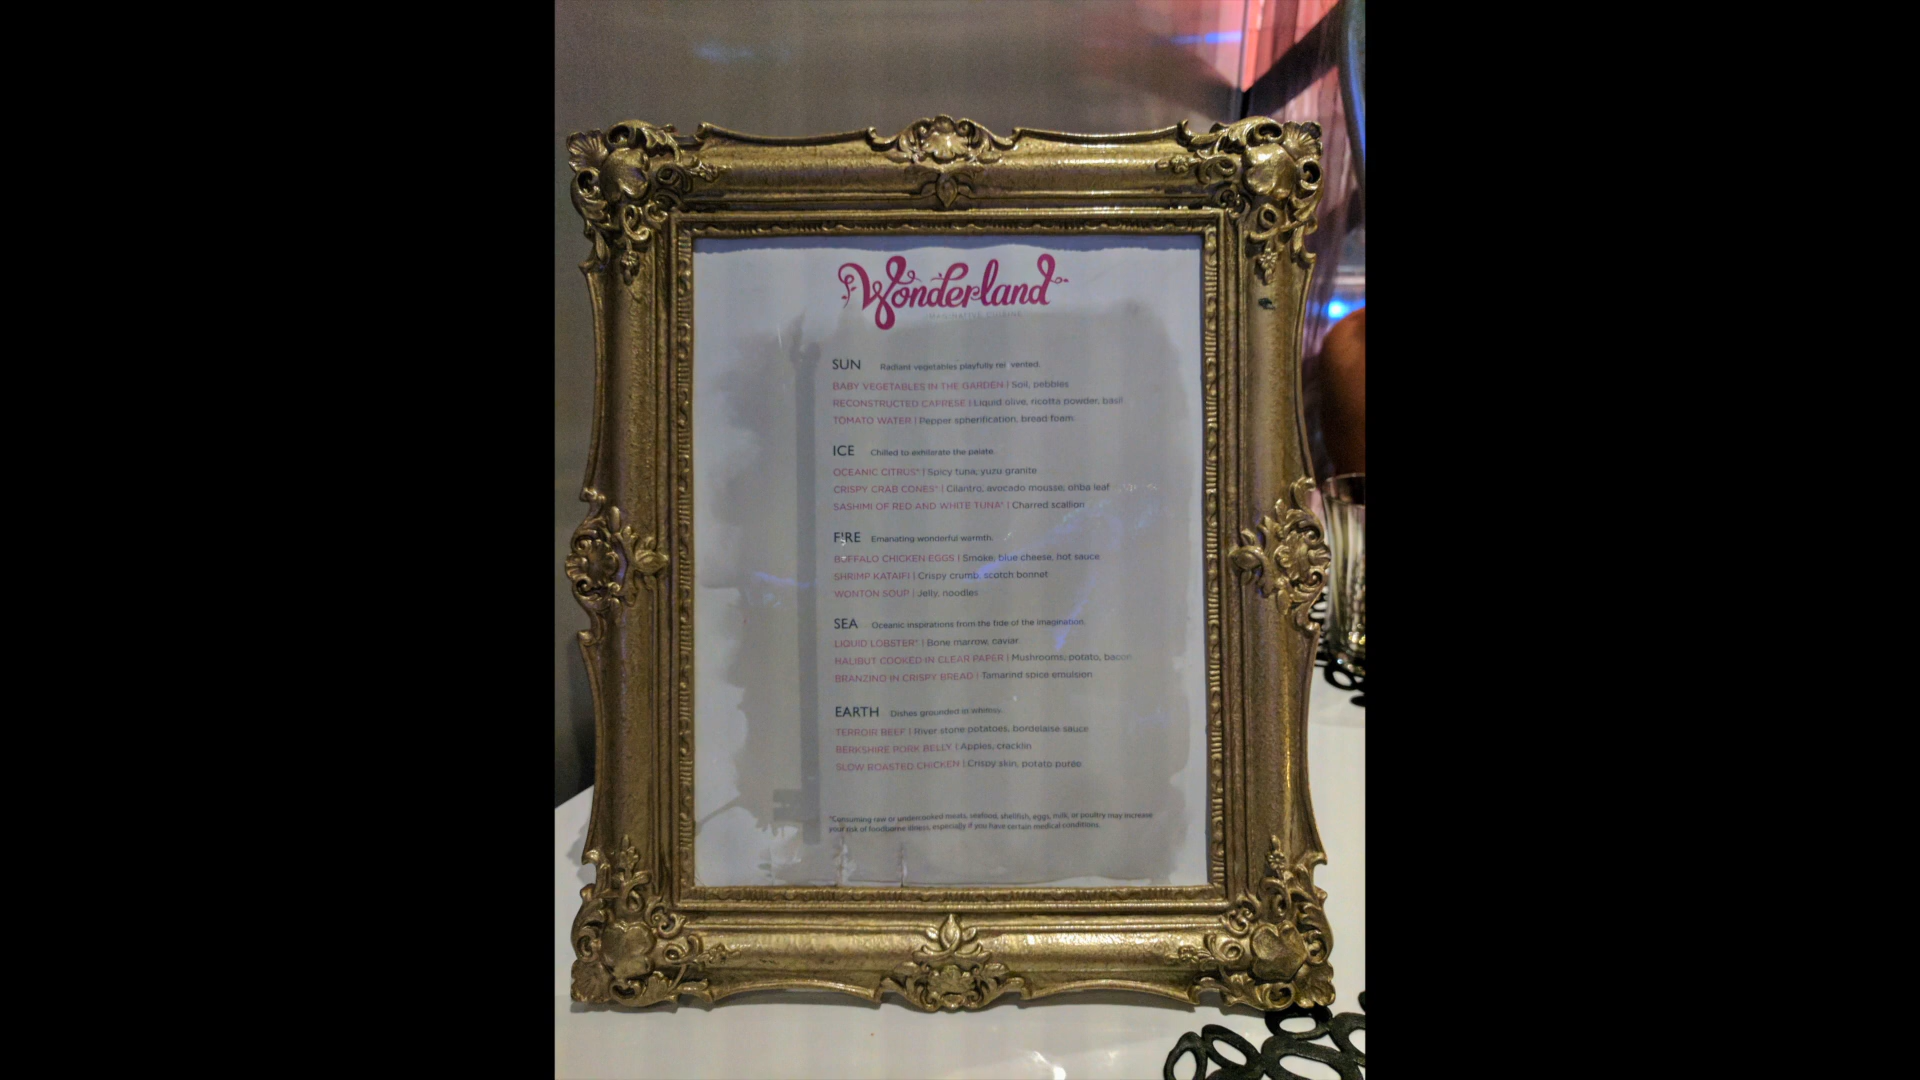 Wonderland
IMAGINATIVE CUISINE
SUN Radiant vegetables playfully reinvented.
BABY VEGETABLES IN THE GARDEN | Soil, pebbles
RECONSTRUCTED CAPRESE | Liquid olive, ricotta powder, basil
TOMATO WATER | Pepper spherification, bread foam
ICE Chilled to exhilarate the palate.
OCEANIC CITRUS* | Spicy tuna, yuzu granite
CRISPY CRAB CONES* | Cilantro, avocado mousse, ohba leaf
SASHIMI OF RED AND WHITE TUNA* | Charred scallion
FIRE Emanating wonderful warmth.
BUFFALO CHICKEN EGGS | Smoke, blue cheese, hot sauce
SHRIMP KATAIFI | Crispy crumb, scotch bonnet
WONTON SOUP | Jelly, noodles
SEA Oceanic inspirations from the tide of the imagination.
LIQUID LOBSTER* | Bone marrow, caviar
HALIBUT COOKED IN CLEAR PAPER | Mushrooms, potato, bacon
BRANZINO IN CRISPY BREAD | Tamarind spice emulsion
EARTH Dishes grounded in
TERROIR BEEF | River stone potatoes, bordelaise sauce
BERKSHIRE PORK BELLY | Apples, cracklin
SLOW ROASTED CHICKEN | Crispy skin, potato purée
*Consuming raw or undercooked meats, seafood, shellfish, eggs, milk, or poultry may increase
your risk of foodborne illness, especially if you have certain medical conditions.